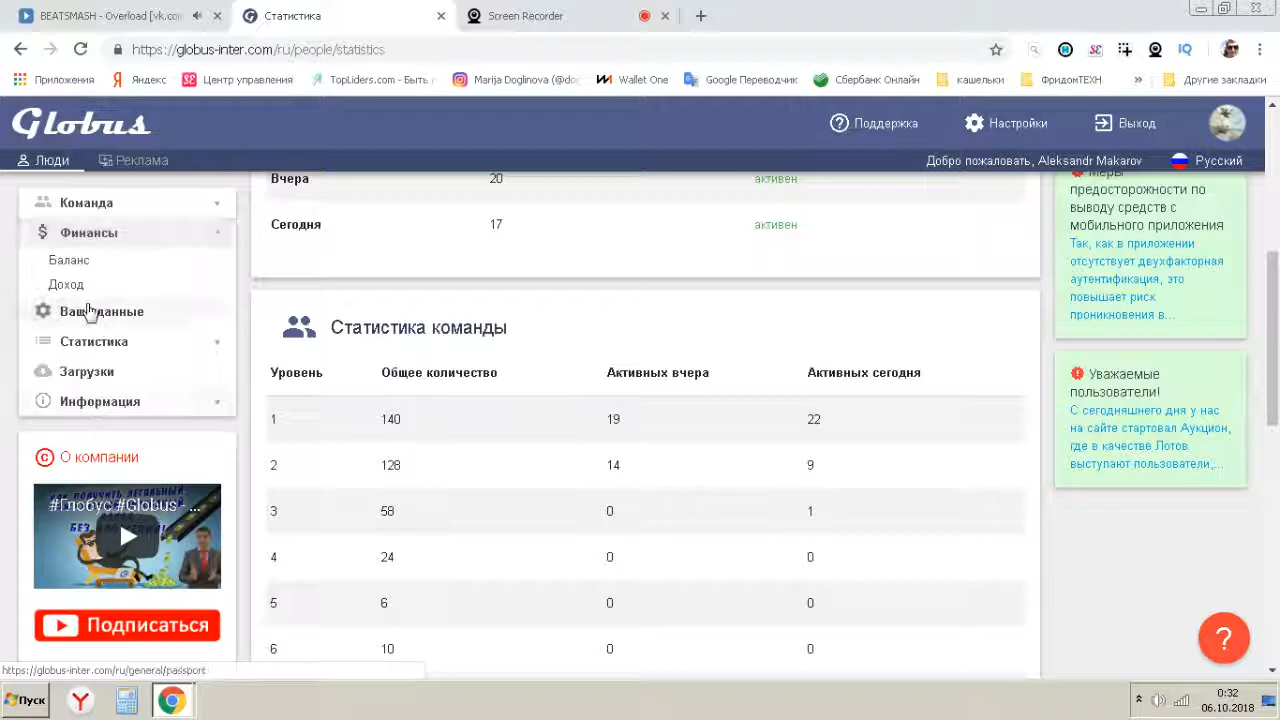 BEATSMASH - Overload [vk.co
Статистика
Screen Recorder
https://globus-inter.com/ru/people/statistics
Приложения
Яндекс
Центр управления
TopLiders.com - Быть
Marija Doglinova (@do
Wallet One
Google Переводчик
Сбербанк Онлайн
кашельки
ФридомТЕХН
»
Другие закладки
Globus
Поддержка
Настройки
Выход
Люди
Реклама
Добро пожаловать, Aleksandr Makarov
Русский
Команда
Финансы
Баланс
Доход
Ваши данные
Статистика
Загрузки
Информация
О компании
#Глобус #Globus - ...
Подписаться
Вчера 20 активен
Сегодня 17 активен
Статистика команды
Уровень Общее количество Активных вчера Активных сегодня
1 140 19 22
2 128 14 9
3 58 0 1
4 24 0 0
5 6 0 0
6 10 0 0
Меры
предосторожности по
выводу средств с
мобильного приложения
Так, как в приложении
отсутствует двухфакторная
аутентификация, это
повышает риск
проникновения в...
Уважаемые
пользователи!
С сегодняшнего дня у нас
на сайте стартовал Аукцион,
где в качестве Лотов
выступают пользователи,...
?
https://globus-inter.com/ru/general/passport
Пуск
0:32
06.10.2018